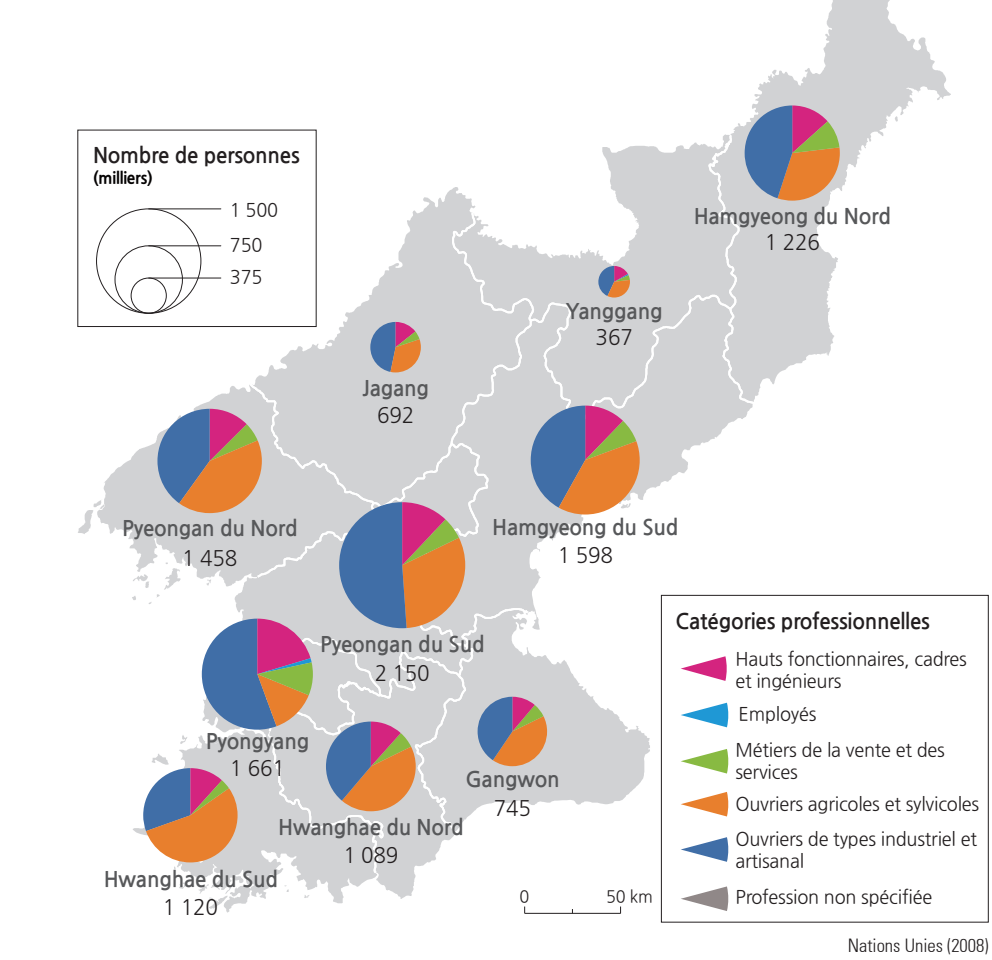 Nombre de personnes
(milliers)
1 500
750
375
Hamgyeong du Nord
1 226
Yanggang
367
Jagang
692
Pyeongan du Nord
1 458
Hamgyeong du Sud
1 598
Pyeongan du Sud
2 150
Pyongyang
1 661
Gangwon
745
Hwanghae du Nord
1 089
Hwanghae du Sud
1 120
0 50 km
Catégories professionnelles
Hauts fonctionnaires, cadres
et ingénieurs
Employés
Métiers de la vente et des
services
Ouvriers agricoles et sylvicoles
Ouvriers de types industriel et
artisanal
Profession non spécifiée
Nations Unies (2008)